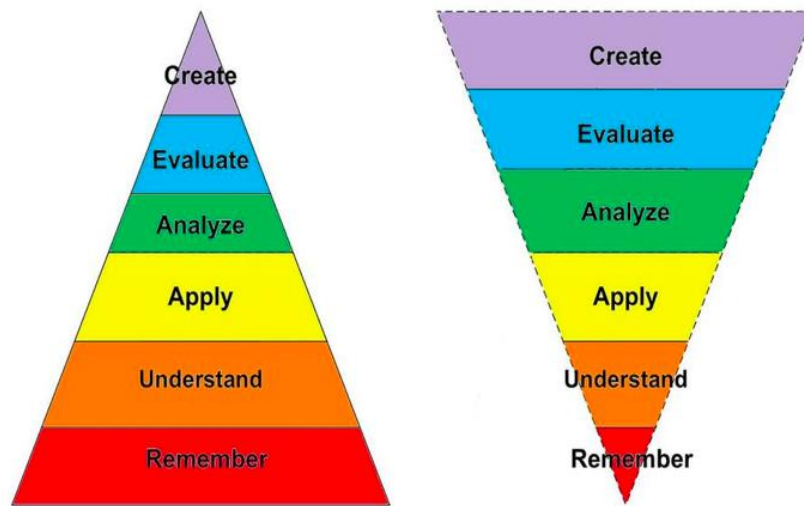 Create
Evaluate
Analyze
Apply
Understand
Remember
Create
Evaluate
Analyze
Apply
Understand
Remember